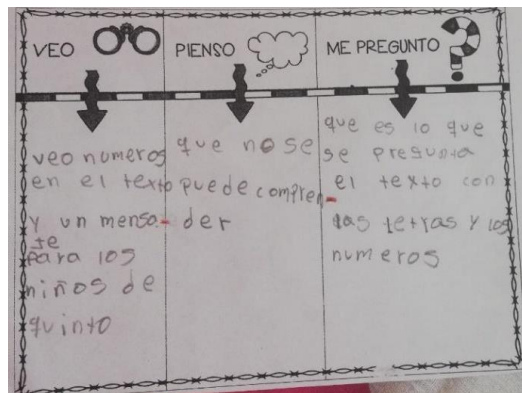 VEO
PIENSO
ME PREGUNTO
veo numeros
en el texto
y un mensa-
je
para los
niños de
quinto
que no se
puede compren-
der
que es lo que
se pregunta
el texto con
las letras y los
numeros